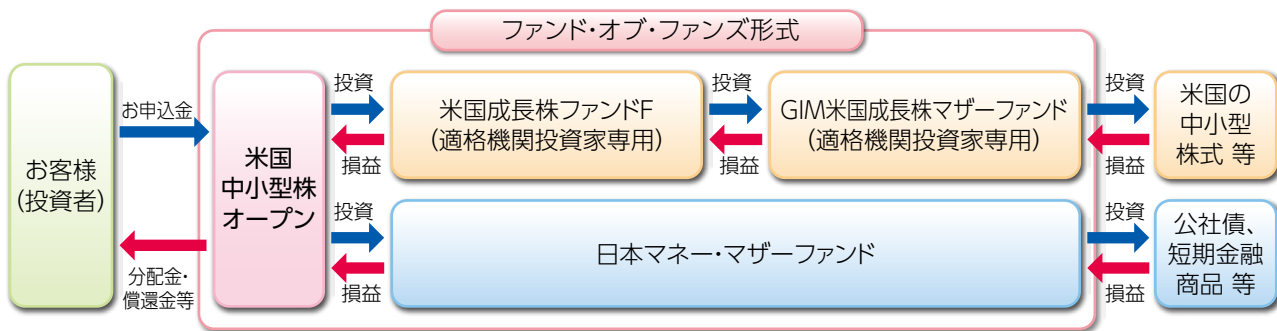 ファンド・オブ・ファンズ形式
お客様
(投資者)
お申込金
分配金・
償還金等
米国
中小型株
オープン
投資
損益
米国成長株ファンドF
(適格機関投資家専用)
投資
損益
GIM米国成長株マザーファンド
(適格機関投資家専用)
投資
損益
米国の
中小型
株式 等
投資
損益
日本マネー・マザーファンド
投資
損益
公社債、
短期金融
商品 等